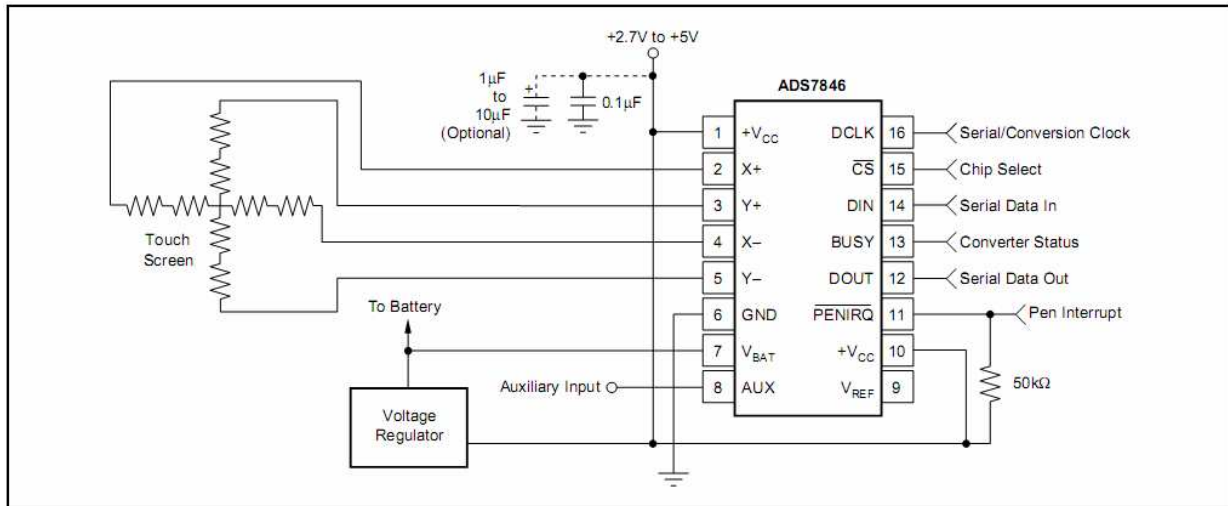 +2.7V to +5V
1μF
to
10μF
(Optional)
+
0.1μF
ADS7846
1 +VCC DCLK 16 Serial/Conversion Clock
2 X+ C̅S̅ 15 Chip Select
3 Y+ DIN 14 Serial Data In
4 X– BUSY 13 Converter Status
5 Y– DOUT 12 Serial Data Out
6 GND P̅E̅N̅I̅R̅Q̅ 11 Pen Interrupt
7 VBAT +VCC 10
8 AUX VREF 9
Touch
Screen
To Battery
Auxiliary Input
50kΩ
Voltage
Regulator